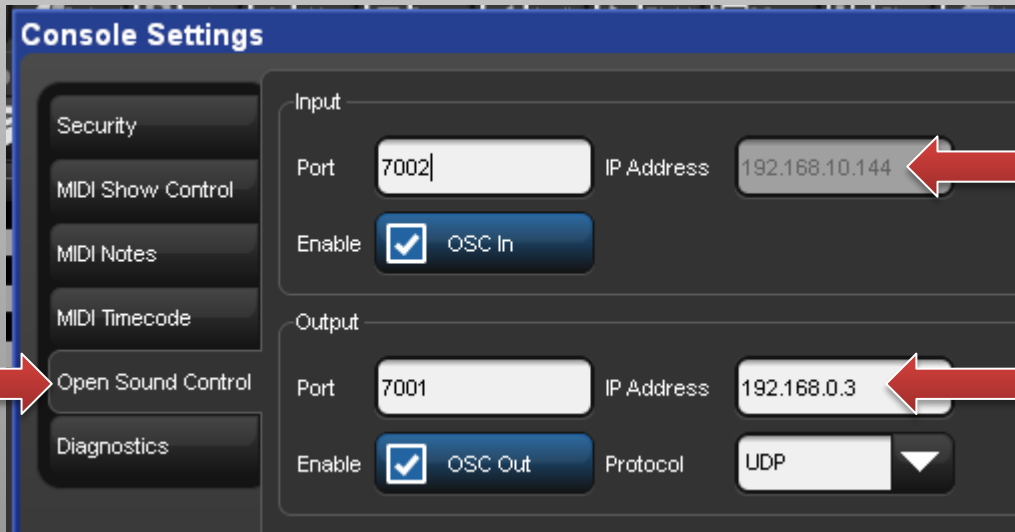 Console Settings
Security
MIDI Show Control
MIDI Notes
MIDI Timecode
Open Sound Control
Diagnostics
Input
Port 7002 IP Address 192.168.10.144
Enable OSC In
Output
Port 7001 IP Address 192.168.0.3
Enable OSC Out Protocol UDP